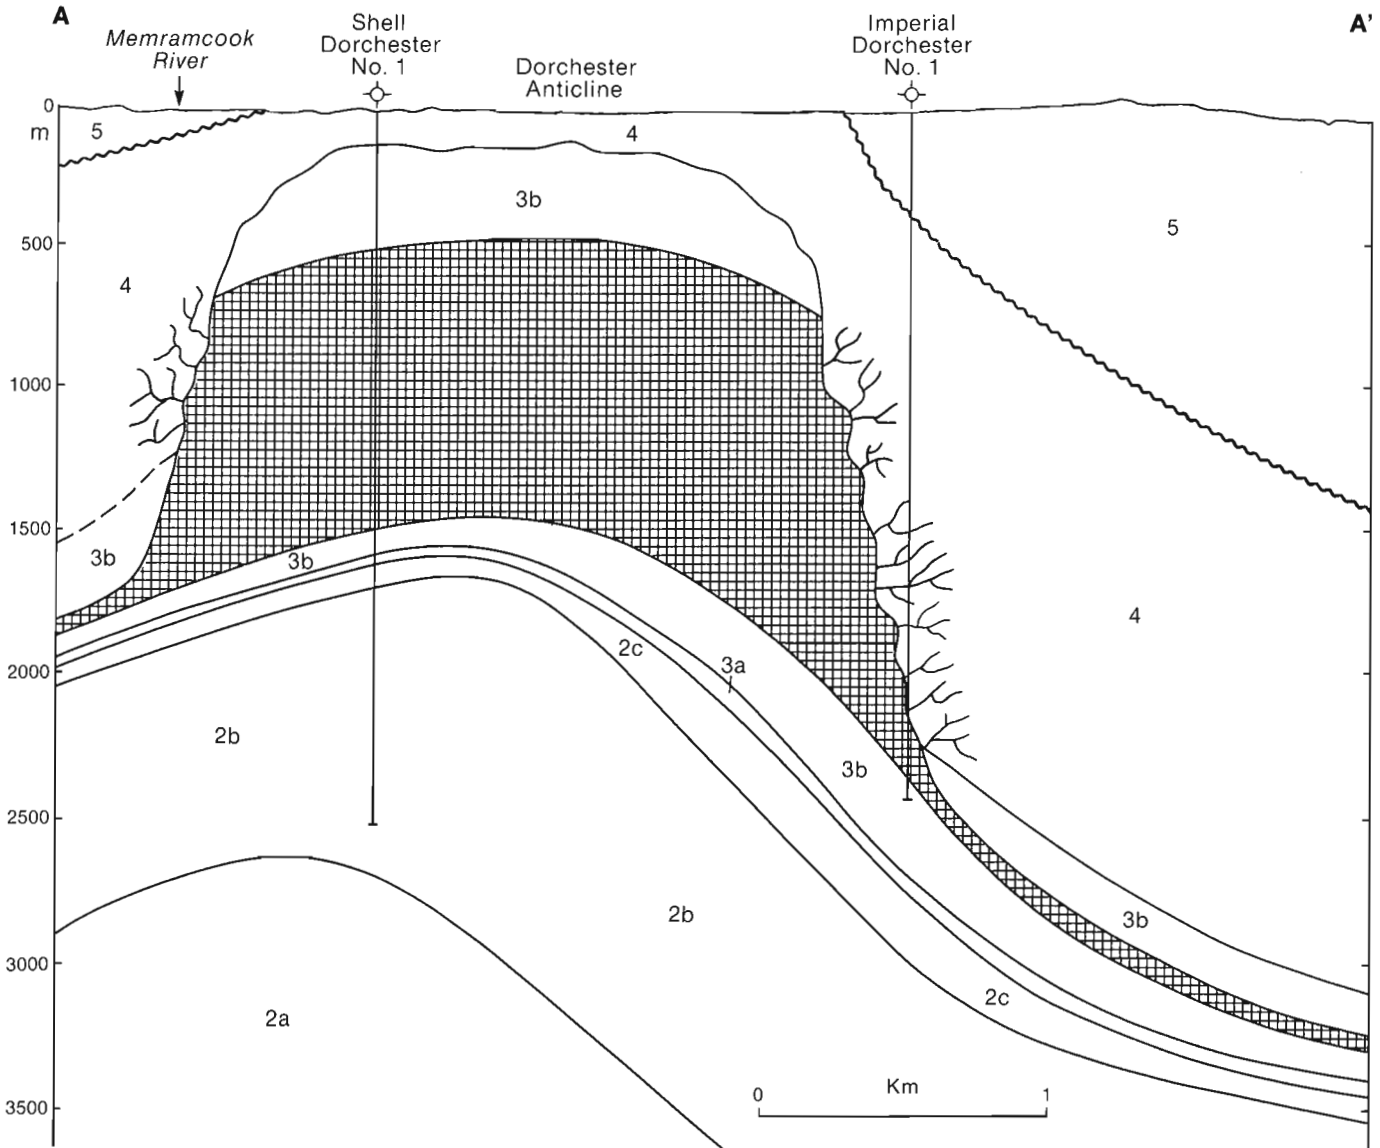 A
Memramcook
River
Shell
Dorchester
No. 1
Dorchester
Anticline
Imperial
Dorchester
No. 1
A'
0
m
5
4
3b
5
500
4
1000
1500
3b
3b
4
2000
2c
3a
2b
3b
2500
2b
3b
3000
2c
2a
Km
0 1
3500